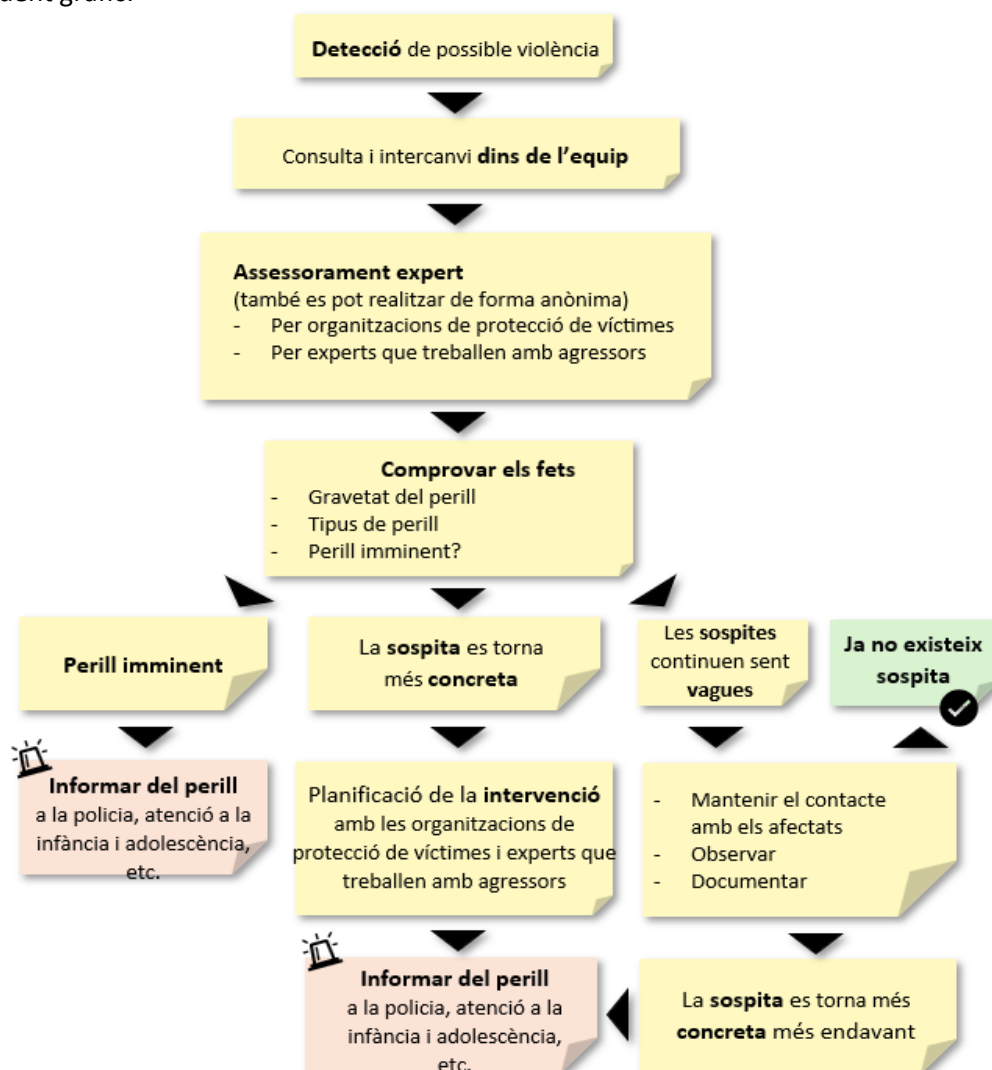 Detecció de possible violència
Consulta i intercanvi dins de l'equip
Assessorament expert
(també es pot realitzar de forma anònima)
- Per organitzacions de protecció de víctimes
- Per experts que treballen amb agressors
Comprovar els fets
- Gravetat del perill
- Tipus de perill
- Perill imminent?
Perill imminent
La sospita es torna
més concreta
Les sospites
continuen sent
vagues
Ja no existeix
sospita
Informar del perill
a la policia, atenció a la
infància i adolescència,
etc.
Planificació de la intervenció
amb les organitzacions de
protecció de víctimes i experts que
treballen amb agressors
- Mantenir el contacte
amb els afectats
- Observar
- Documentar
Informar del perill
a la policia, atenció a la
infància i adolescència,
etc.
La sospita es torna més
concreta més endavant